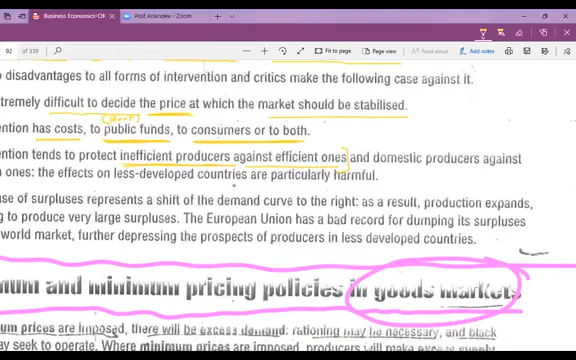 Business Economics-CM
Post Attendee - Zoom
92 of 339
Fit to page
Page view
Read aloud
Add notes
disadvantages to all forms of intervention and critics make the following case against it.
tremely difficult to decide the price at which the market should be stabilised.
ention has costs, to public funds, to consumers or to both.
ention tends to protect inefficient producers against efficient ones and domestic producers against
n ones: the effects on less-developed countries are particularly harmful.
ase of surpluses represents a shift of the demand curve to the right: as a result, production expands,
ng to produce very large surpluses. The European Union has a bad record for dumping its surpluses
world market, further depressing the prospects of producers in less developed countries.
mum and minimum pricing policies in goods markets
um prices are imposed, there will be excess demand: rationing may be necessary, and black
may seek to operate. Where minimum prices are imposed, producers will make excess supply